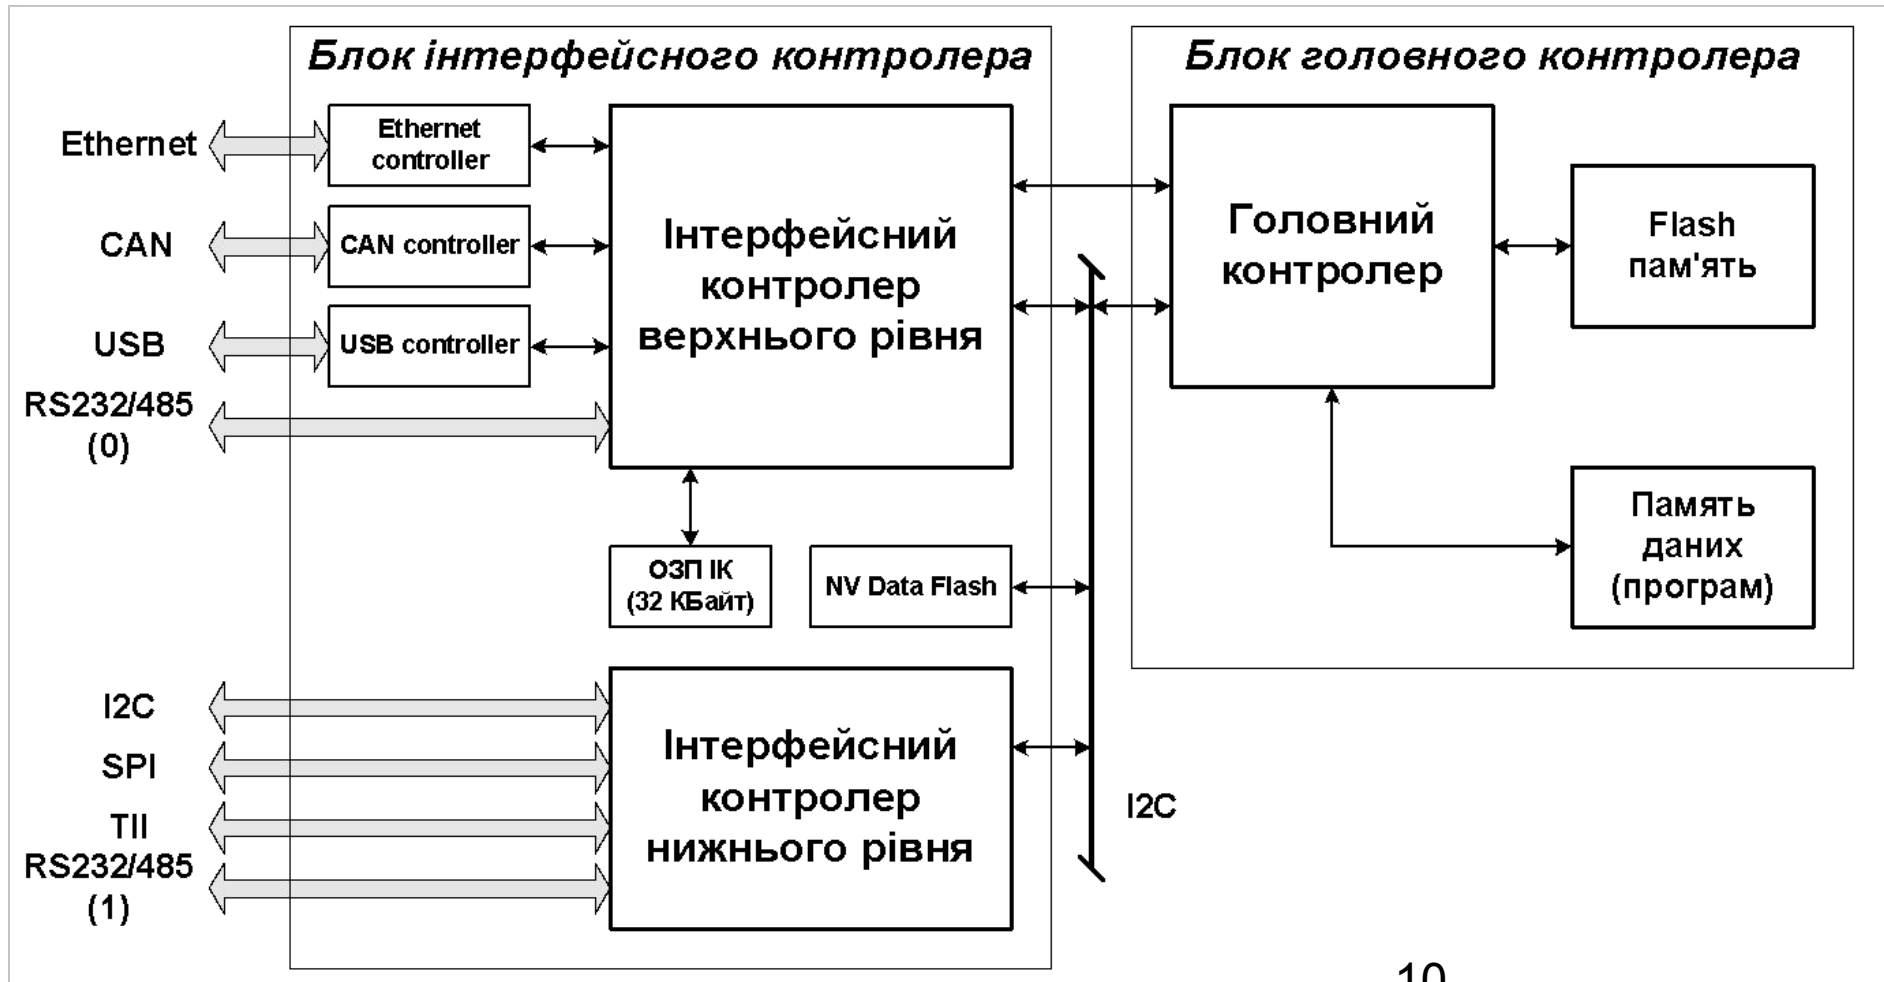 Блок інтерфейсного контролера
Блок головного контролера
Ethernet
Ethernet
controller
CAN
CAN controller
USB
USB controller
RS232/485
(0)
Інтерфейсний
контролер
верхнього рівня
Головний
контролер
Flash
пам'ять
ОЗП ІК
(32 КБайт)
NV Data Flash
Память
даних
(програм)
I2C
SPI
TII
RS232/485
(1)
Інтерфейсний
контролер
нижнього рівня
I2C
10